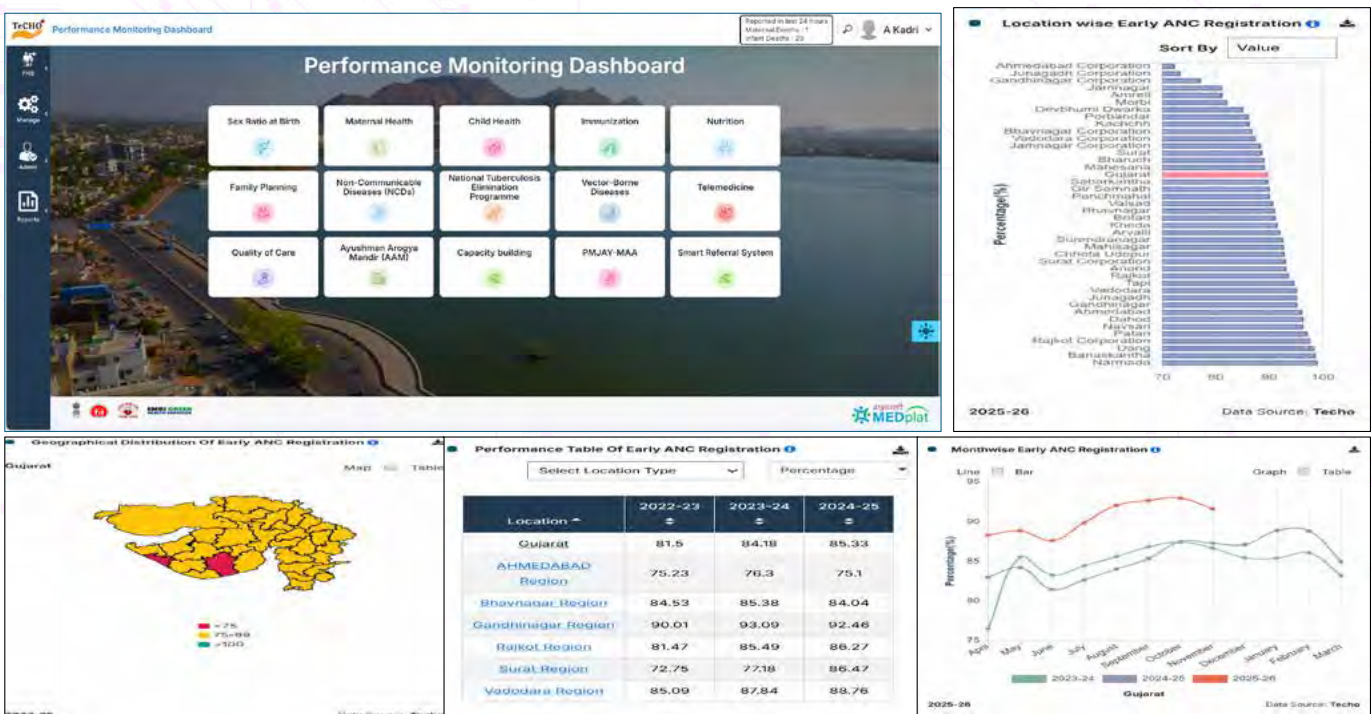 TeCHO+
Performance Monitoring Dashboard
Reported in last 24 hours
Maternal Deaths : 1
Infant Deaths : 20
A Kadri
FHS
Manage
Admin
Reports
Performance Monitoring Dashboard
Sex Ratio at Birth
Maternal Health
Child Health
Immunization
Nutrition
Family Planning
Non-Communicable
Diseases (NCDs)
National Tuberculosis
Elimination
Programme
Vector-Borne
Diseases
Telemedicine
Quality of Care
Ayushman Arogya
Mandir (AAM)
Capacity building
PMJAY-MAA
Smart Referral System
EMRI GREEN
HEALTH SERVICES
argusoft
MEDplat
Location wise Early ANC Registration
Sort By Value
Ahmedabad Corporation
Junagadh Corporation
Gandhinagar Corporation
Jamnagar
Amreli
Morbi
Devbhumi Dwarka
Porbandar
Kachchh
Bhavnagar Corporation
Vadodara Corporation
Jamnagar Corporation
Surat
Bharuch
Mahesana
Gujarat
Sabarkantha
Gir Somnath
Panchmahal
Valsad
Bhavnagar
Botad
Kheda
Arvalli
Surendranagar
Mahisagar
Chhota Udepur
Surat Corporation
Anand
Rajkot
Tapi
Vadodara
Junagadh
Gandhinagar
Ahmedabad
Dahod
Navsari
Patan
Rajkot Corporation
Dang
Banaskantha
Narmada
Percentage(%)
70 80 90 100
2025-26
Data Source: Techo
Geographical Distribution Of Early ANC Registration
Gujarat
Map Table
<75
75-99
>100
Performance Table Of Early ANC Registration
Select Location Type
Percentage
Location 2022-23 2023-24 2024-25
Gujarat 81.5 84.18 85.33
AHMEDABAD
Region 75.23 76.3 75.1
Bhavnagar Region 84.53 85.38 84.04
Gandhinagar Region 90.01 93.09 92.46
Rajkot Region 81.47 85.49 86.27
Surat Region 72.75 77.18 86.47
Vadodara Region 85.09 87.84 88.76
Monthwise Early ANC Registration
Line Bar
Graph Table
95
90
85
80
75
Percentage(%)
April May June July August September October November December January February March
2023-24 2024-25 2025-26
Gujarat
2025-26
Data Source: Techo